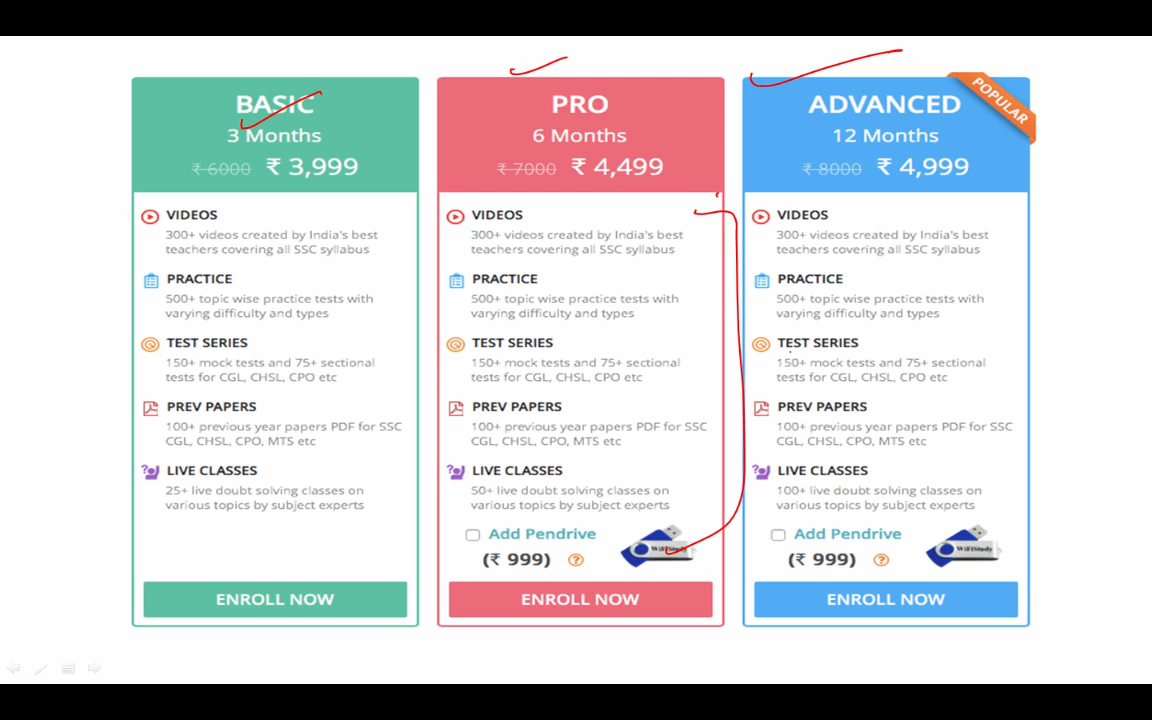 BASIC
3 Months
₹ 6000 ₹ 3,999
VIDEOS
300+ videos created by India's best
teachers covering all SSC syllabus
PRACTICE
500+ topic wise practice tests with
varying difficulty and types
TEST SERIES
150+ mock tests and 75+ sectional
tests for CGL, CHSL, CPO etc
PREV PAPERS
100+ previous year papers PDF for SSC
CGL, CHSL, CPO, MTS etc
LIVE CLASSES
25+ live doubt solving classes on
various topics by subject experts
ENROLL NOW
PRO
6 Months
₹ 7000 ₹ 4,499
VIDEOS
300+ videos created by India's best
teachers covering all SSC syllabus
PRACTICE
500+ topic wise practice tests with
varying difficulty and types
TEST SERIES
150+ mock tests and 75+ sectional
tests for CGL, CHSL, CPO etc
PREV PAPERS
100+ previous year papers PDF for SSC
CGL, CHSL, CPO, MTS etc
LIVE CLASSES
50+ live doubt solving classes on
various topics by subject experts
Add Pendrive
(₹ 999) ?
WiFiStudy
ENROLL NOW
POPULAR
ADVANCED
12 Months
₹ 8000 ₹ 4,999
VIDEOS
300+ videos created by India's best
teachers covering all SSC syllabus
PRACTICE
500+ topic wise practice tests with
varying difficulty and types
TEST SERIES
150+ mock tests and 75+ sectional
tests for CGL, CHSL, CPO etc
PREV PAPERS
100+ previous year papers PDF for SSC
CGL, CHSL, CPO, MTS etc
LIVE CLASSES
100+ live doubt solving classes on
various topics by subject experts
Add Pendrive
(₹ 999) ?
WiFiStudy
ENROLL NOW